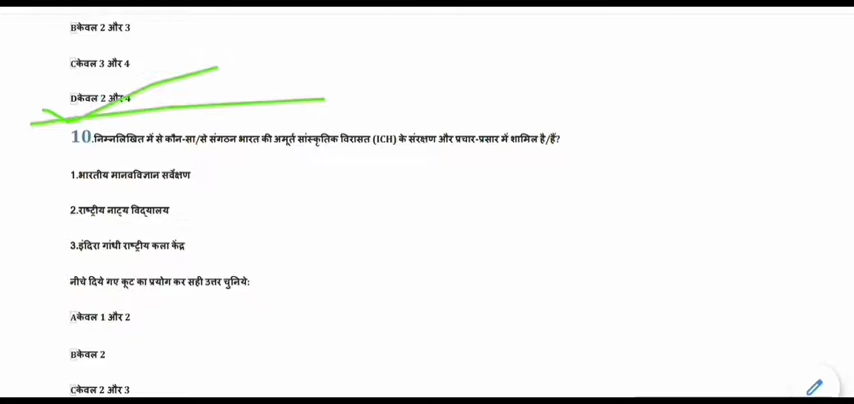 Bकेवल 2 और 3
Cकेवल 3 और 4
Dकेवल 2 और 4
10.निम्नलिखित में से कौन-सा/से संगठन भारत की अमूर्त सांस्कृतिक विरासत (ICH) के संरक्षण और प्रचार-प्रसार में शामिल है/हैं?
1.भारतीय मानवविज्ञान सर्वेक्षण
2.राष्ट्रीय नाट्य विद्यालय
3.इंदिरा गांधी राष्ट्रीय कला केंद्र
नीचे दिये गए कूट का प्रयोग कर सही उत्तर चुनिये:
Aकेवल 1 और 2
Bकेवल 2
Cकेवल 2 और 3